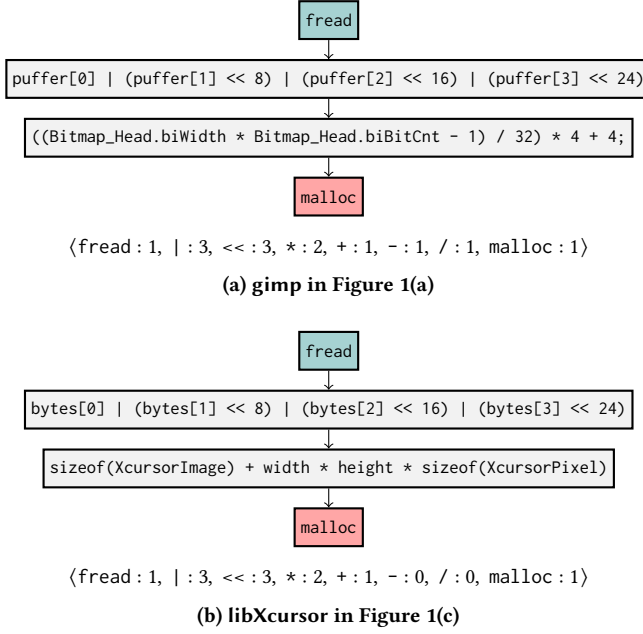 fread
puffer[0] | (puffer[1] << 8) | (puffer[2] << 16) | (puffer[3] << 24)
((Bitmap_Head.biWidth * Bitmap_Head.biBitCnt - 1) / 32) * 4 + 4;
malloc
⟨fread : 1, | : 3, << : 3, * : 2, + : 1, - : 1, / : 1, malloc : 1⟩
(a) gimp in Figure 1(a)
fread
bytes[0] | (bytes[1] << 8) | (bytes[2] << 16) | (bytes[3] << 24)
sizeof(XcursorImage) + width * height * sizeof(XcursorPixel)
malloc
⟨fread : 1, | : 3, << : 3, * : 2, + : 1, - : 0, / : 0, malloc : 1⟩
(b) libXcursor in Figure 1(c)